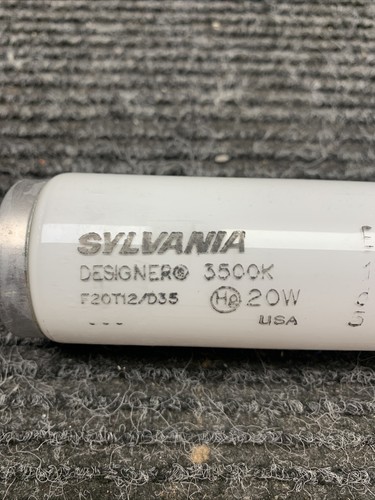 SYLVANIA
DESIGNER® 3500K
F20T12/D35 Hg 20W
USA